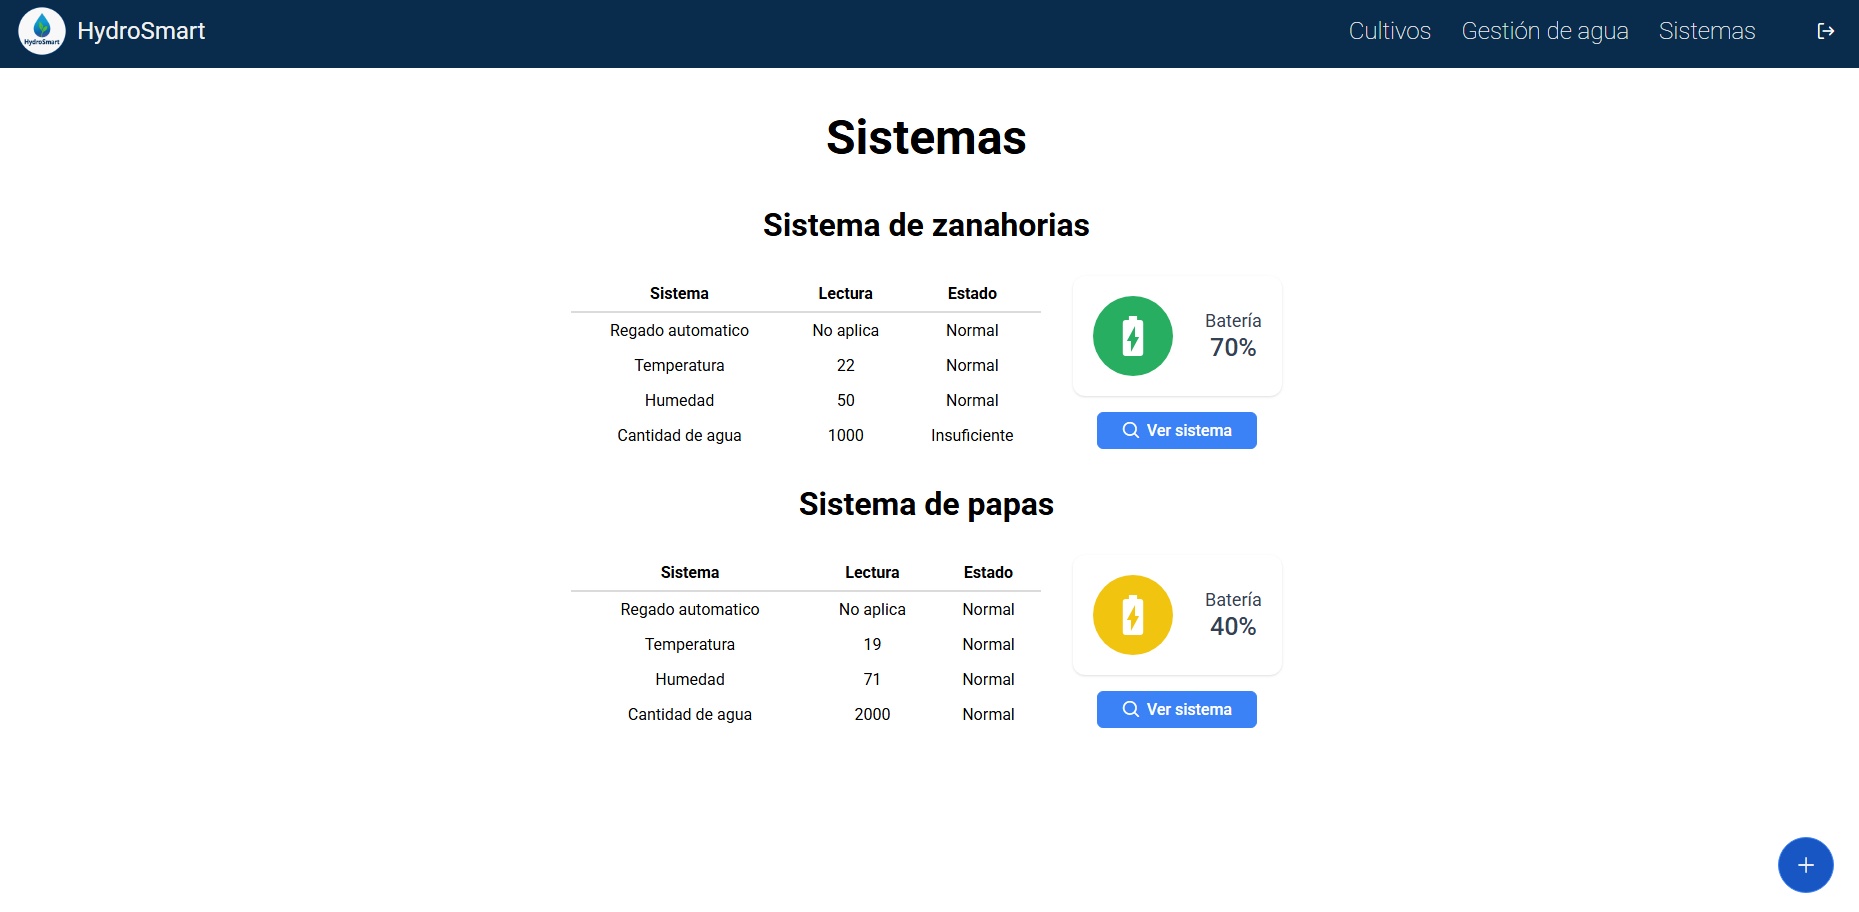 HydroSmart HydroSmart Cultivos Gestión de agua Sistemas
Sistemas
Sistema de zanahorias
Sistema Lectura Estado
Regado automatico No aplica Normal
Temperatura 22 Normal
Humedad 50 Normal
Cantidad de agua 1000 Insuficiente
Batería
70%
Ver sistema
Sistema de papas
Sistema Lectura Estado
Regado automatico No aplica Normal
Temperatura 19 Normal
Humedad 71 Normal
Cantidad de agua 2000 Normal
Batería
40%
Ver sistema